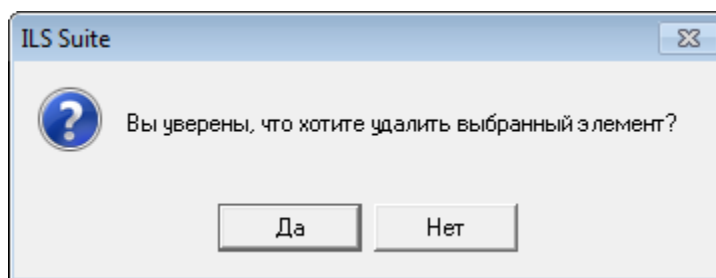 ILS Suite
Вы уверены, что хотите удалить выбранный элемент?
Да
Нет